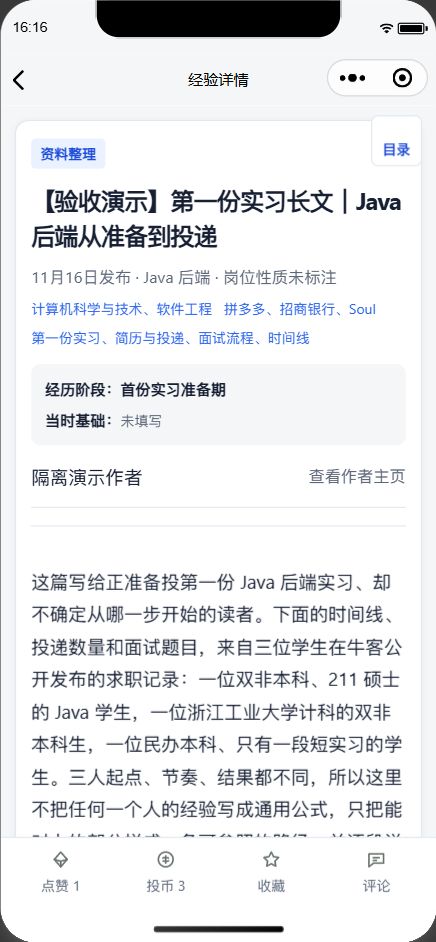 16:16
经验详情
资料整理
目录
【验收演示】第一份实习长文｜Java
后端从准备到投递
11月16日发布 · Java 后端 · 岗位性质未标注
计算机科学与技术、软件工程 拼多多、招商银行、Soul
第一份实习、简历与投递、面试流程、时间线
经历阶段：首份实习准备期
当时基础：未填写
隔离演示作者 查看作者主页
这篇写给正准备投第一份 Java 后端实习、却
不确定从哪一步开始的读者。下面的时间线、
投递数量和面试题目，来自三位学生在牛客公
开发布的求职记录：一位双非本科、211 硕士
的 Java 学生，一位浙江工业大学计科的双非
本科生，一位民办本科、只有一段短实习的学
生。三人起点、节奏、结果都不同，所以这里
不把任何一个人的经验写成通用公式，只把能
点赞 1 投币 3 收藏 评论